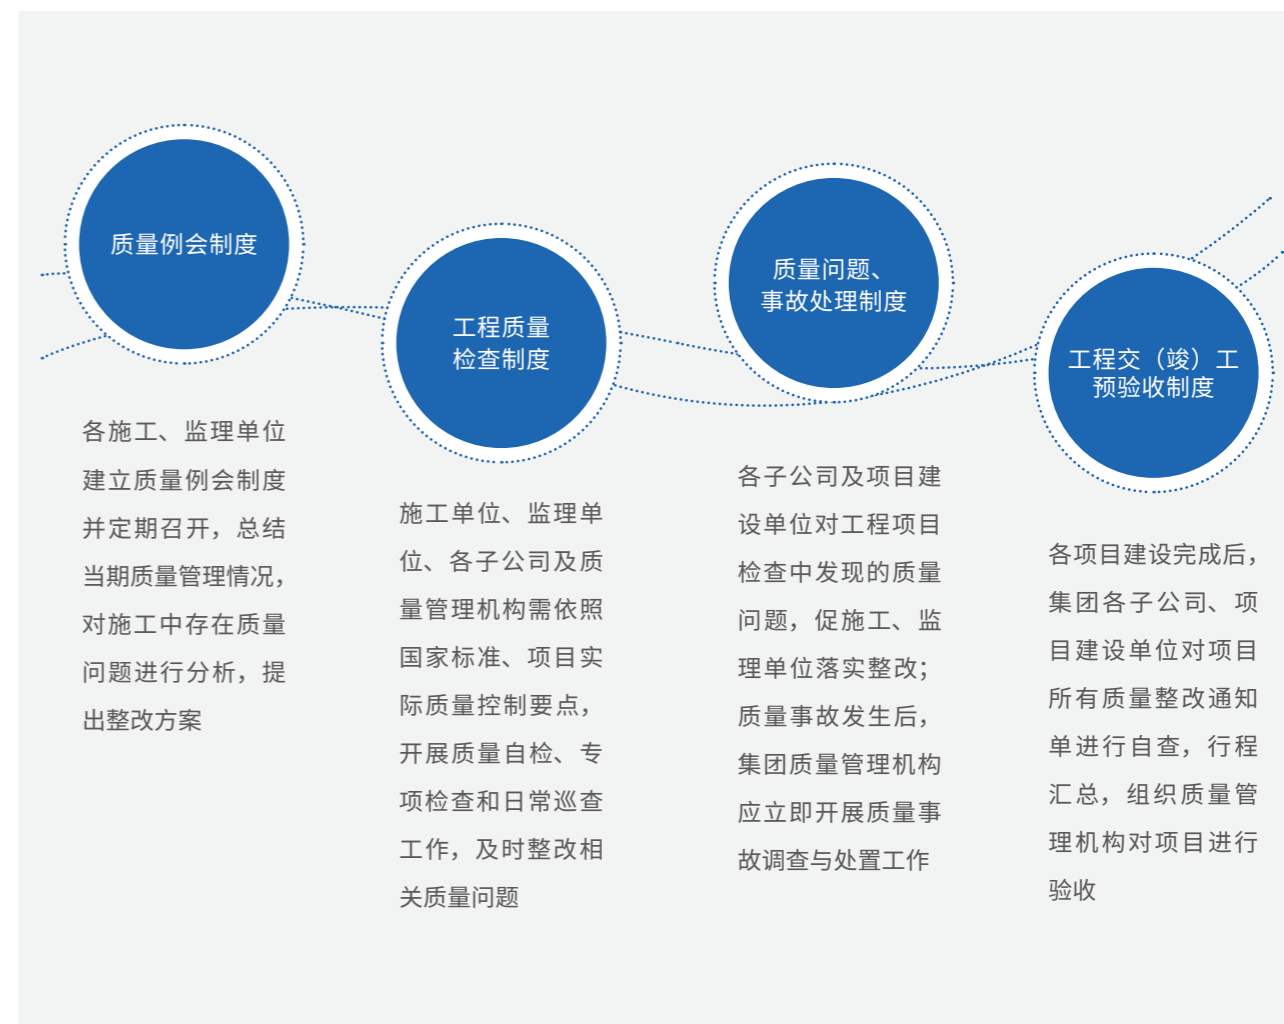 质量例会制度
各施工、监理单位
建立质量例会制度
并定期召开，总结
当期质量管理情况，
对施工中存在质量
问题进行分析，提
出整改方案
工程质量
检查制度
施工单位、监理单
位、各子公司及质
量管理机构需依照
国家标准、项目实
际质量控制要点，
开展质量自检、专
项检查和日常巡查
工作，及时整改相
关质量问题
质量问题、
事故处理制度
各子公司及项目建
设单位对工程项目
检查中发现的质量
问题，促施工、监
理单位落实整改；
质量事故发生后，
集团质量管理机构
应立即开展质量事
故调查与处置工作
工程交（竣）工
预验收制度
各项目建设完成后，
集团各子公司、项
目建设单位对项目
所有质量整改通知
单进行自查，行程
汇总，组织质量管
理机构对项目进行
验收